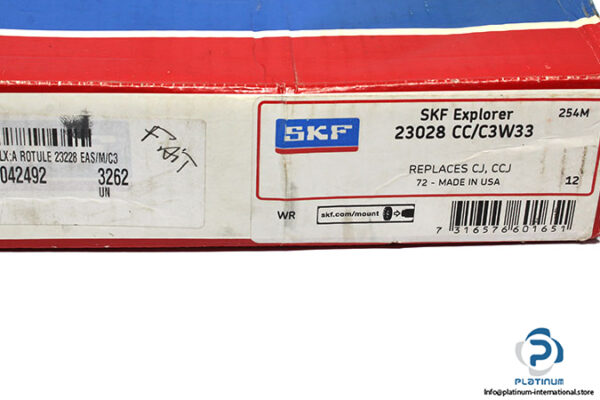 LX:A ROTULE 23228 EAS/M/C3
042492
3262
UN
SKF
SKF Explorer
254M
23028 CC/C3W33
REPLACES CJ, CCJ
72 - MADE IN USA
12
WR
skf.com/mount
7 316576 601651
PLATINUM
Info@platinum-international.store